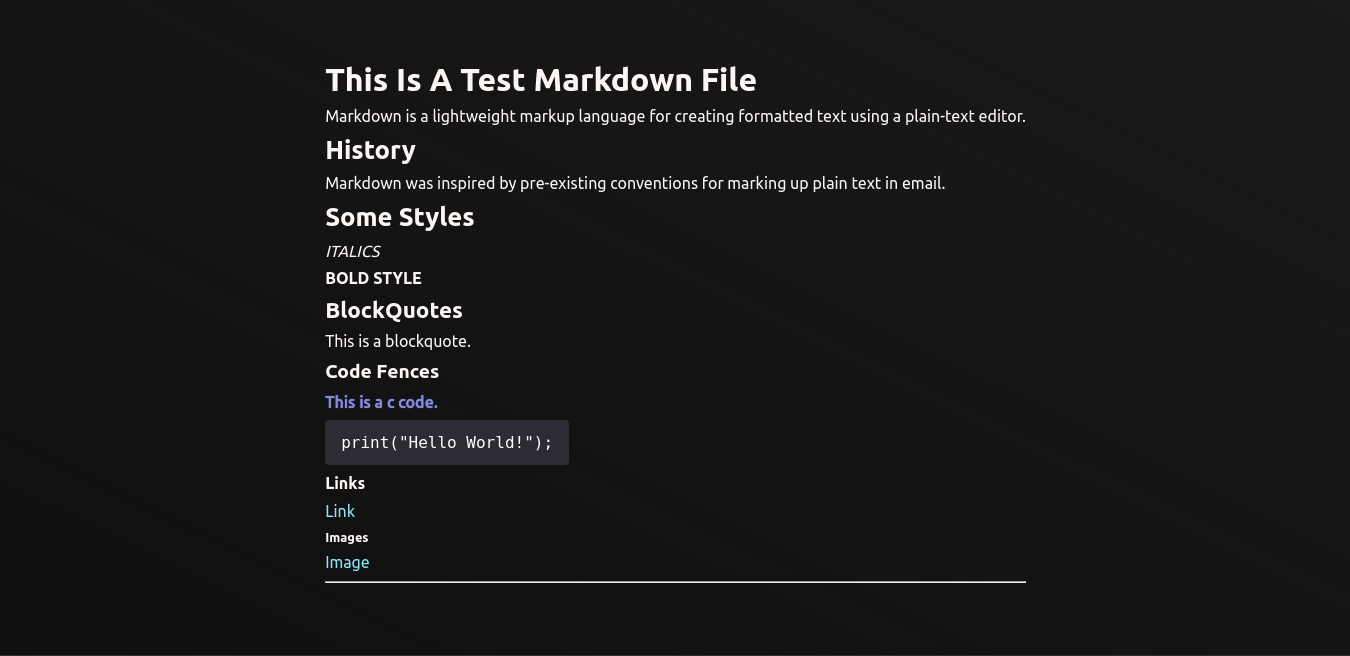 This Is A Test Markdown File
Markdown is a lightweight markup language for creating formatted text using a plain-text editor.
History
Markdown was inspired by pre-existing conventions for marking up plain text in email.
Some Styles
ITALICS
BOLD STYLE
BlockQuotes
This is a blockquote.
Code Fences
This is a c code.
print("Hello World!");
Links
Link
Images
Image